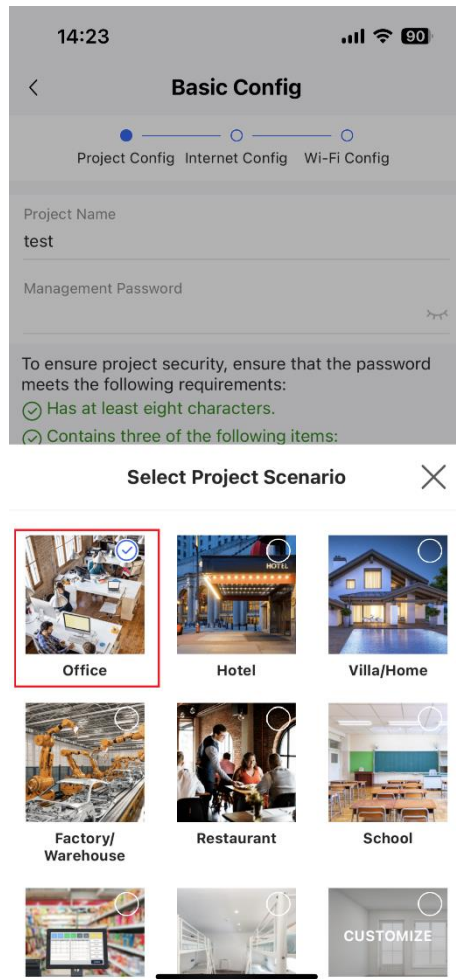 14:23
90
Basic Config
Project Config Internet Config Wi-Fi Config
Project Name
test
Management Password
To ensure project security, ensure that the password
meets the following requirements:
Has at least eight characters.
Contains three of the following items:
Select Project Scenario
HOTEL
Office Hotel Villa/Home
Factory/
Warehouse
Restaurant School
CUSTOMIZE